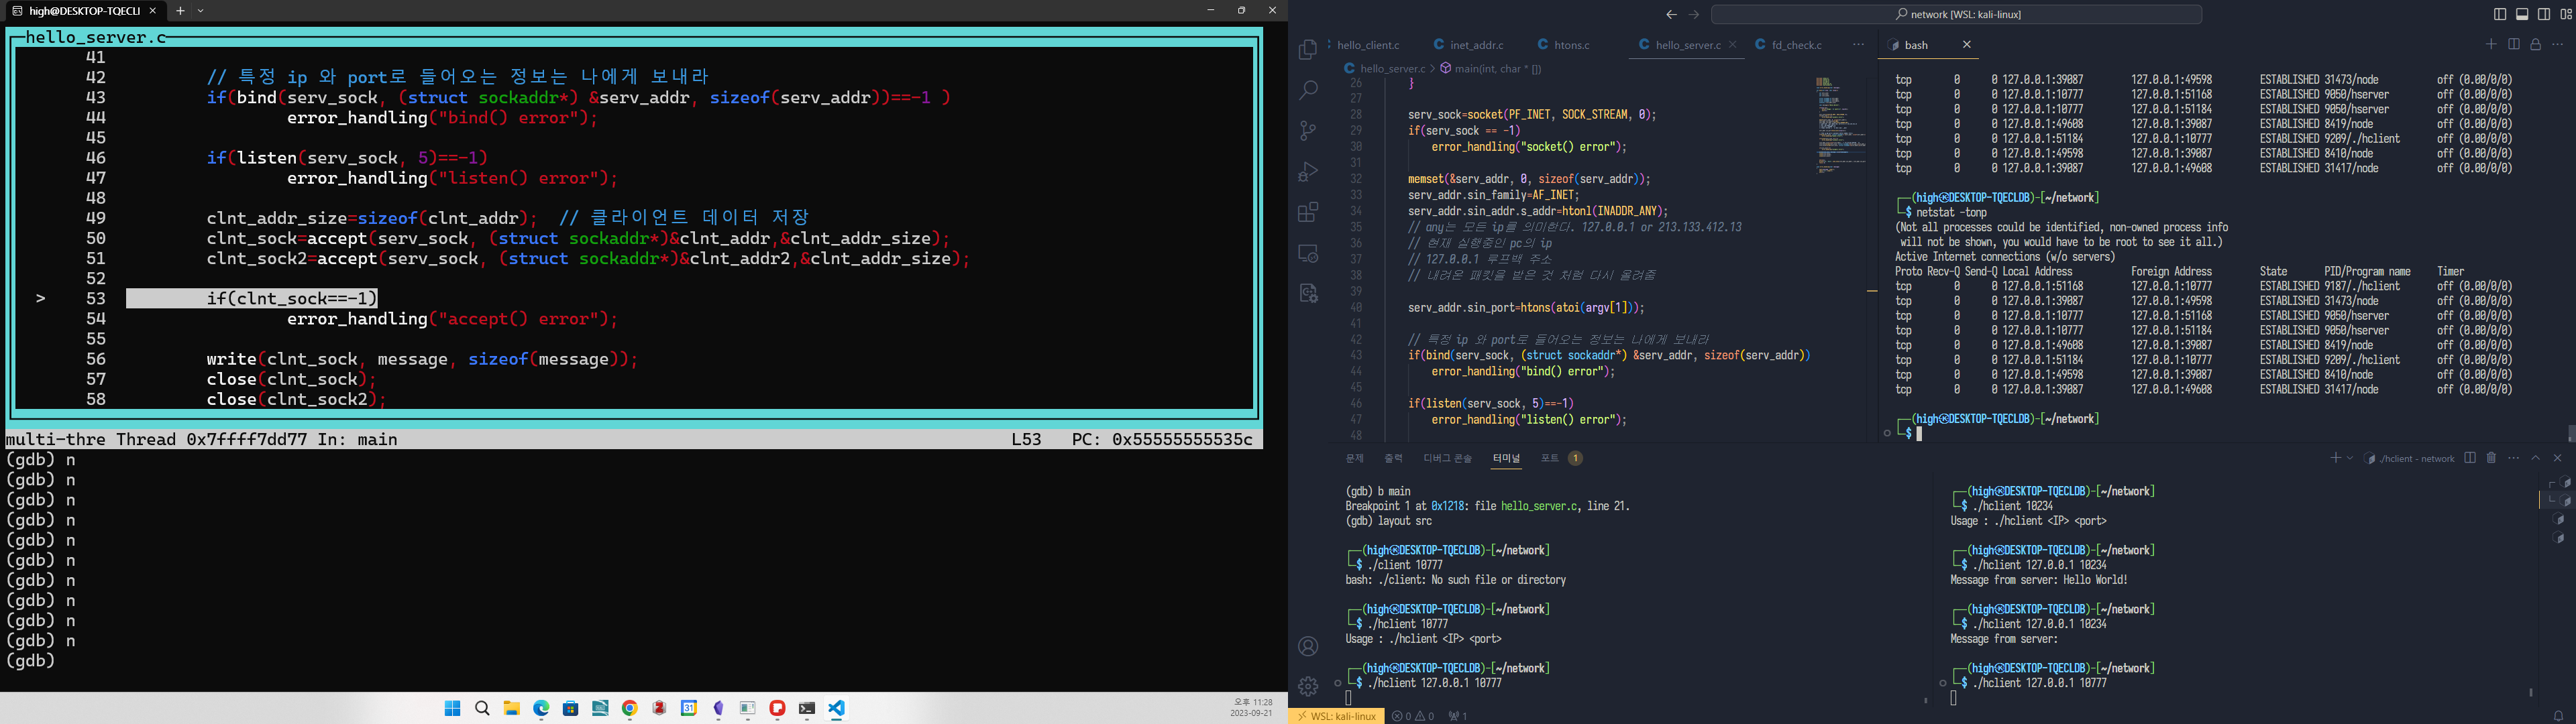 high@DESKTOP-TQECLI
hello_server.c
41
42 // 특정 ip 와 port로 들어오는 정보는 나에게 보내라
43 if(bind(serv_sock, (struct sockaddr*) &serv_addr, sizeof(serv_addr))==-1 )
44 error_handling("bind() error");
45
46 if(listen(serv_sock, 5)==-1)
47 error_handling("listen() error");
48
49 clnt_addr_size=sizeof(clnt_addr); // 클라이언트 데이터 저장
50 clnt_sock=accept(serv_sock, (struct sockaddr*)&clnt_addr,&clnt_addr_size);
51 clnt_sock2=accept(serv_sock, (struct sockaddr*)&clnt_addr2,&clnt_addr_size);
52
> 53 if(clnt_sock==-1)
54 error_handling("accept() error");
55
56 write(clnt_sock, message, sizeof(message));
57 close(clnt_sock);
58 close(clnt_sock2);
multi-thre Thread 0x7ffff7dd77 In: main L53 PC: 0x55555555535c
(gdb) n
(gdb) n
(gdb) n
(gdb) n
(gdb) n
(gdb) n
(gdb) n
(gdb) n
(gdb) n
(gdb) n
(gdb)
오후 11:28
2023-09-21
network [WSL: kali-linux]
hello_client.c
inet_addr.c
htons.c
hello_server.c
fd_check.c
hello_server.c > main(int, char * [])
26 }
27
28 serv_sock=socket(PF_INET, SOCK_STREAM, 0);
29 if(serv_sock == -1)
30 error_handling("socket() error");
31
32 memset(&serv_addr, 0, sizeof(serv_addr));
33 serv_addr.sin_family=AF_INET;
34 serv_addr.sin_addr.s_addr=htonl(INADDR_ANY);
35 // any는 모든 ip를 의미한다. 127.0.0.1 or 213.133.412.13
36 // 현재 실행중인 pc의 ip
37 // 127.0.0.1 루프백 주소
38 // 내려온 패킷을 받은 것 처럼 다시 올려줌
39
40 serv_addr.sin_port=htons(atoi(argv[1]));
41
42 // 특정 ip 와 port로 들어오는 정보는 나에게 보내라
43 if(bind(serv_sock, (struct sockaddr*) &serv_addr, sizeof(serv_addr))
44 error_handling("bind() error");
45
46 if(listen(serv_sock, 5)==-1)
47 error_handling("listen() error");
48
bash
tcp 0 0 127.0.0.1:39087 127.0.0.1:49598 ESTABLISHED 31473/node off (0.00/0/0)
tcp 0 0 127.0.0.1:10777 127.0.0.1:51168 ESTABLISHED 9050/hserver off (0.00/0/0)
tcp 0 0 127.0.0.1:10777 127.0.0.1:51184 ESTABLISHED 9050/hserver off (0.00/0/0)
tcp 0 0 127.0.0.1:49608 127.0.0.1:39087 ESTABLISHED 8419/node off (0.00/0/0)
tcp 0 0 127.0.0.1:51184 127.0.0.1:10777 ESTABLISHED 9209/./hclient off (0.00/0/0)
tcp 0 0 127.0.0.1:49598 127.0.0.1:39087 ESTABLISHED 8410/node off (0.00/0/0)
tcp 0 0 127.0.0.1:39087 127.0.0.1:49608 ESTABLISHED 31417/node off (0.00/0/0)
(high㉿DESKTOP-TQECLDB)-[~/network]
$ netstat -tonp
(Not all processes could be identified, non-owned process info
will not be shown, you would have to be root to see it all.)
Active Internet connections (w/o servers)
Proto Recv-Q Send-Q Local Address Foreign Address State PID/Program name Timer
tcp 0 0 127.0.0.1:51168 127.0.0.1:10777 ESTABLISHED 9187/./hclient off (0.00/0/0)
tcp 0 0 127.0.0.1:39087 127.0.0.1:49598 ESTABLISHED 31473/node off (0.00/0/0)
tcp 0 0 127.0.0.1:10777 127.0.0.1:51168 ESTABLISHED 9050/hserver off (0.00/0/0)
tcp 0 0 127.0.0.1:10777 127.0.0.1:51184 ESTABLISHED 9050/hserver off (0.00/0/0)
tcp 0 0 127.0.0.1:49608 127.0.0.1:39087 ESTABLISHED 8419/node off (0.00/0/0)
tcp 0 0 127.0.0.1:51184 127.0.0.1:10777 ESTABLISHED 9209/./hclient off (0.00/0/0)
tcp 0 0 127.0.0.1:49598 127.0.0.1:39087 ESTABLISHED 8410/node off (0.00/0/0)
tcp 0 0 127.0.0.1:39087 127.0.0.1:49608 ESTABLISHED 31417/node off (0.00/0/0)
(high㉿DESKTOP-TQECLDB)-[~/network]
$
문제 출력 디버그 콘솔 터미널 포트 1
./hclient - network
(gdb) b main
Breakpoint 1 at 0x1218: file hello_server.c, line 21.
(gdb) layout src
(high㉿DESKTOP-TQECLDB)-[~/network]
$ ./client 10777
bash: ./client: No such file or directory
(high㉿DESKTOP-TQECLDB)-[~/network]
$ ./hclient 10777
Usage : ./hclient <IP> <port>
(high㉿DESKTOP-TQECLDB)-[~/network]
$ ./hclient 127.0.0.1 10777
(high㉿DESKTOP-TQECLDB)-[~/network]
$ ./hclient 10234
Usage : ./hclient <IP> <port>
(high㉿DESKTOP-TQECLDB)-[~/network]
$ ./hclient 127.0.0.1 10234
Message from server: Hello World!
(high㉿DESKTOP-TQECLDB)-[~/network]
$ ./hclient 127.0.0.1 10234
Message from server:
(high㉿DESKTOP-TQECLDB)-[~/network]
$ ./hclient 127.0.0.1 10777
WSL: kali-linux 0 0 1